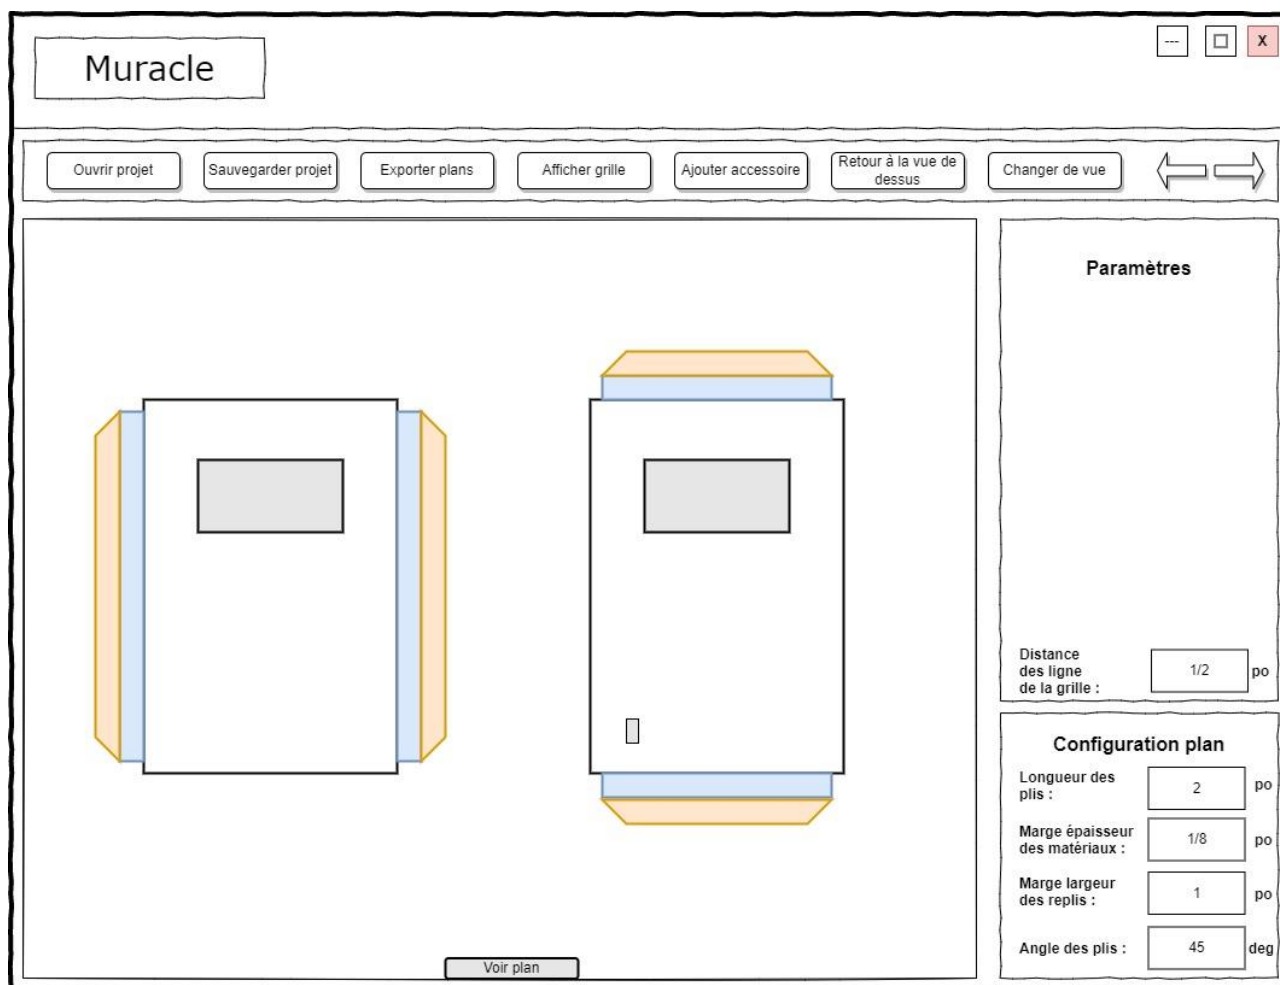 Muracle
---
X
Ouvrir projet
Sauvegarder projet
Exporter plans
Afficher grille
Ajouter accessoire
Retour à la vue de
dessus
Changer de vue
Paramètres
Distance
des ligne
de la grille :
1/2 po
Configuration plan
Longueur des
plis :
2 po
Marge épaisseur
des matériaux :
1/8 po
Marge largeur
des replis :
1 po
Angle des plis : 45 deg
Voir plan